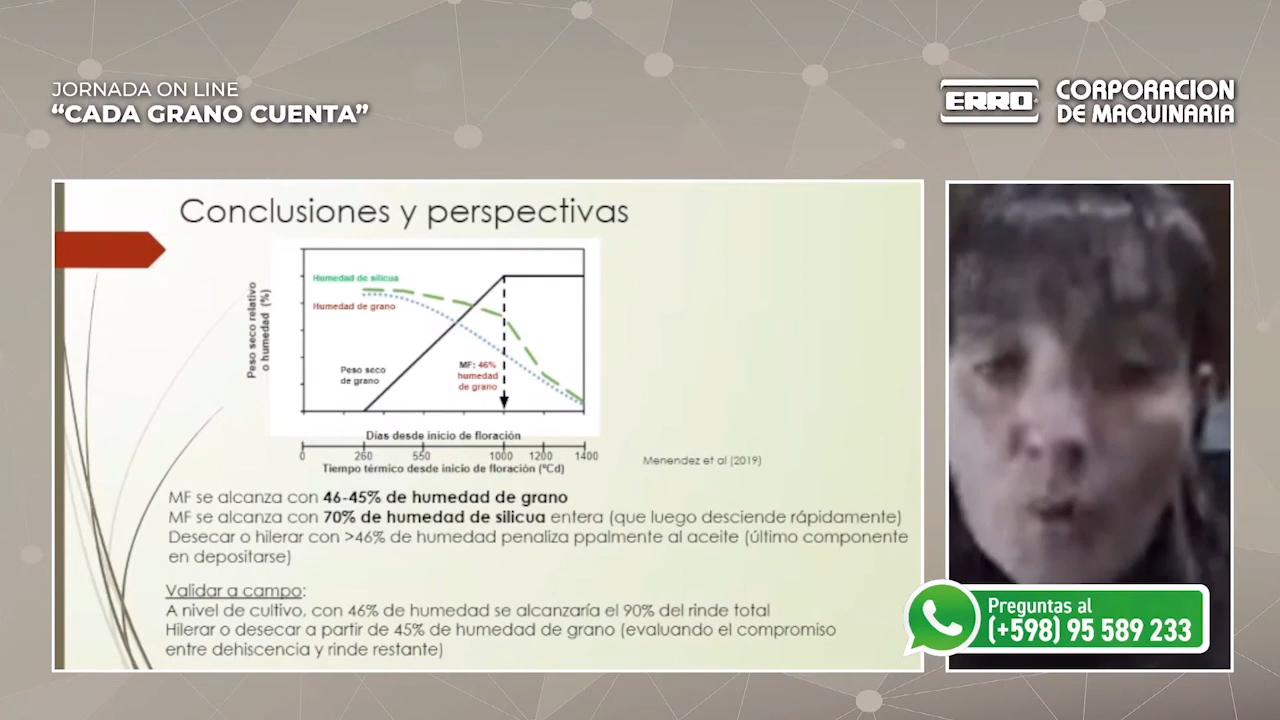 JORNADA ON LINE
“CADA GRANO CUENTA”
ERRO
CORPORACION
DE MAQUINARIA
Conclusiones y perspectivas
Peso seco relativo
o humedad (%)
Humedad de silicua
Humedad de grano
Peso seco
de grano
MF: 46%
humedad
de grano
Días desde inicio de floración
0 260 550 1000 1200 1400
Tiempo térmico desde inicio de floración (ºCd)
Menendez et al (2019)
MF se alcanza con 46-45% de humedad de grano
MF se alcanza con 70% de humedad de silicua entera (que luego desciende rápidamente)
Desecar o hilerar con >46% de humedad penaliza ppalmente al aceite (último componente
en depositarse)
Validar a campo:
A nivel de cultivo, con 46% de humedad se alcanzaría el 90% del rinde total
Hilerar o desecar a partir de 45% de humedad de grano (evaluando el compromiso
entre dehiscencia y rinde restante)
Preguntas al
(+598) 95 589 233